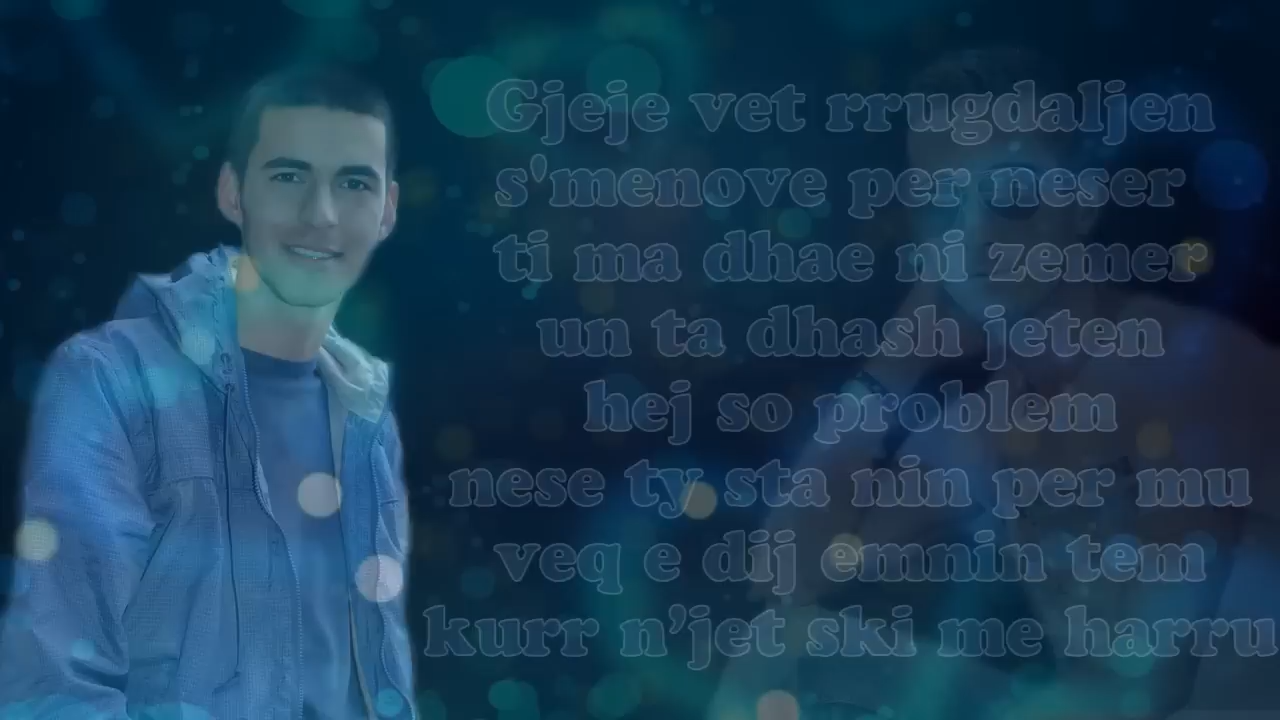 Gjeje vet rrugdaljen
s'menove per neser
ti ma dhae ni zemer
un ta dhash jeten
hej so problem
nese ty sta nin per mu
veq e dij emnin tem
kurr n'jet ski me harru